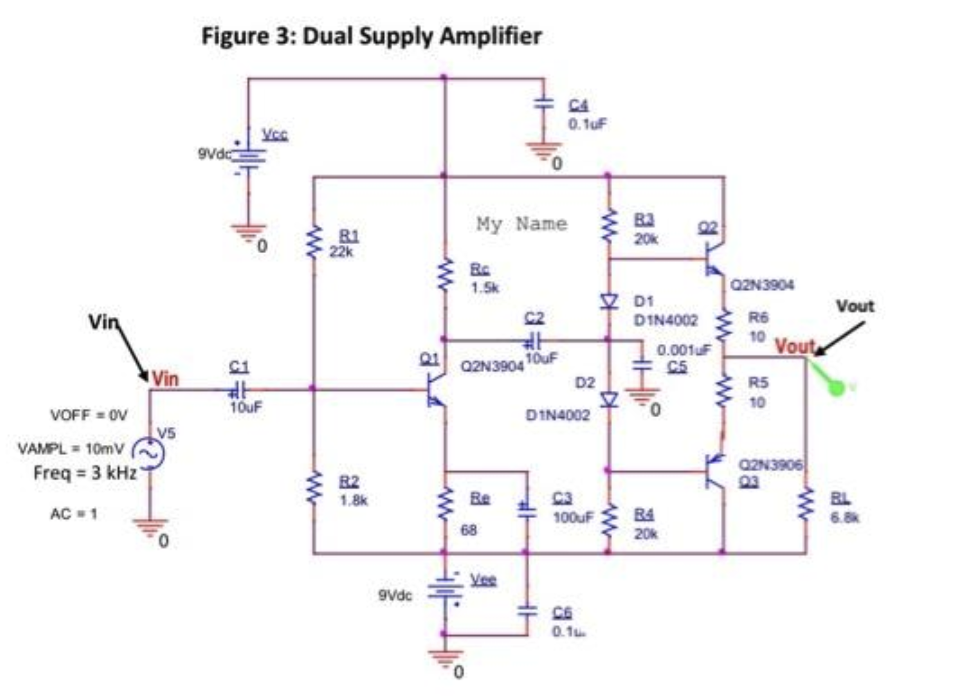 Figure 3: Dual Supply Amplifier
C4
0.1uF
0
Vcc
9Vdc
0
My Name
R1
22k
Rc
1.5k
R3
20k
Q2
Q2N3904
D1
D1N4002
R6
10
Vout
Vout
V
Vin
Vin
C1
10uF
Q1
Q2N3904
C2
10uF
0.001uF
C5
0
D2
D1N4002
R5
10
VOFF = 0V
V5
VAMPL = 10mV
Freq = 3 kHz
AC = 1
0
R2
1.8k
Re
68
C3
100uF
R4
20k
Q2N3906
Q3
RL
6.8k
9Vdc
Vee
C6
0.1u
0